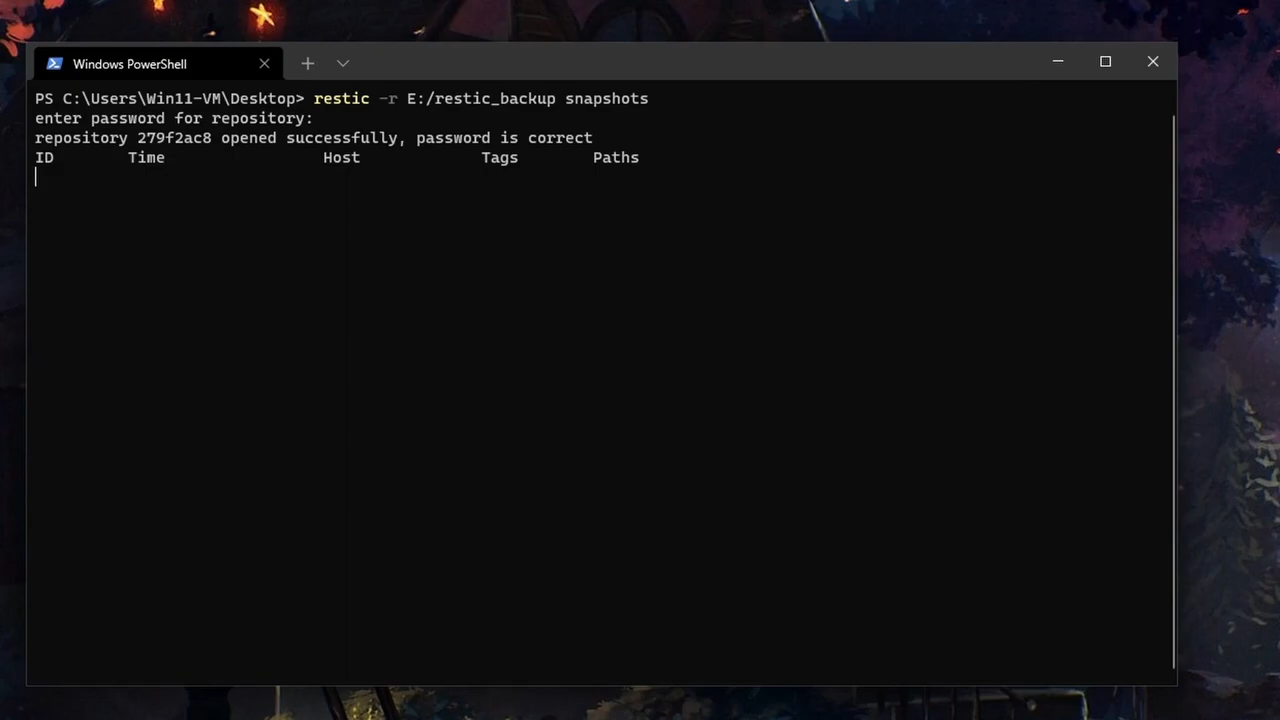 Windows PowerShell
PS C:\Users\Win11-VM\Desktop> restic -r E:/restic_backup snapshots
enter password for repository:
repository 279f2ac8 opened successfully, password is correct
ID Time Host Tags Paths